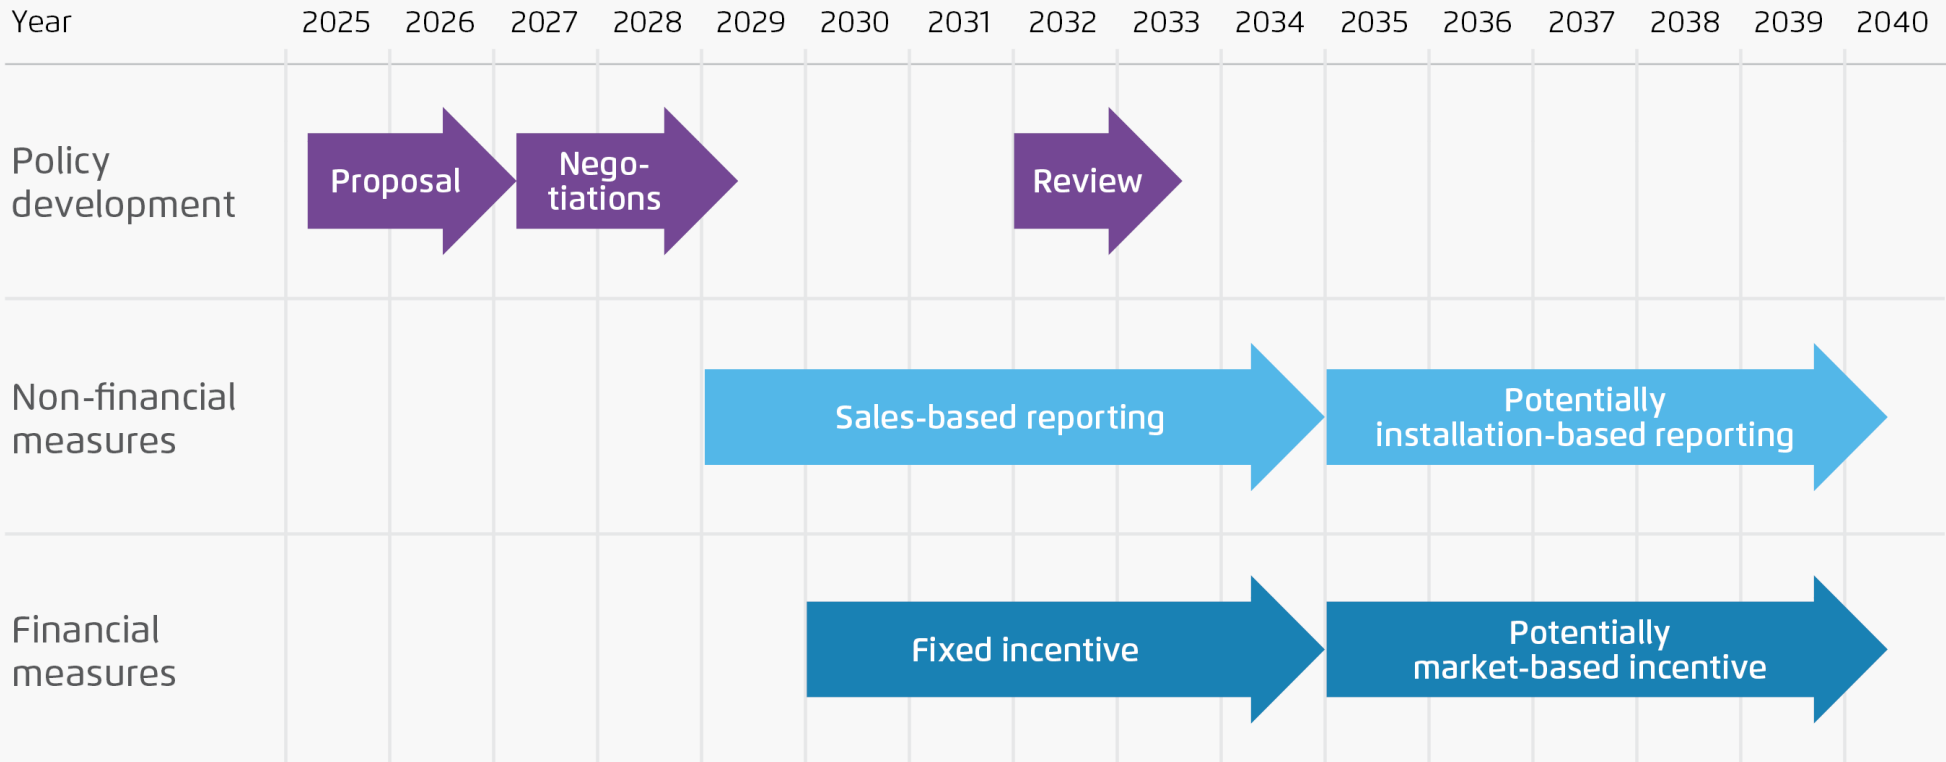 Year 2025 2026 2027 2028 2029 2030 2031 2032 2033 2034 2035 2036 2037 2038 2039 2040
Policy
development
Proposal
Nego-
tiations
Review
Non-financial
measures
Sales-based reporting
Potentially
installation-based reporting
Financial
measures
Fixed incentive
Potentially
market-based incentive